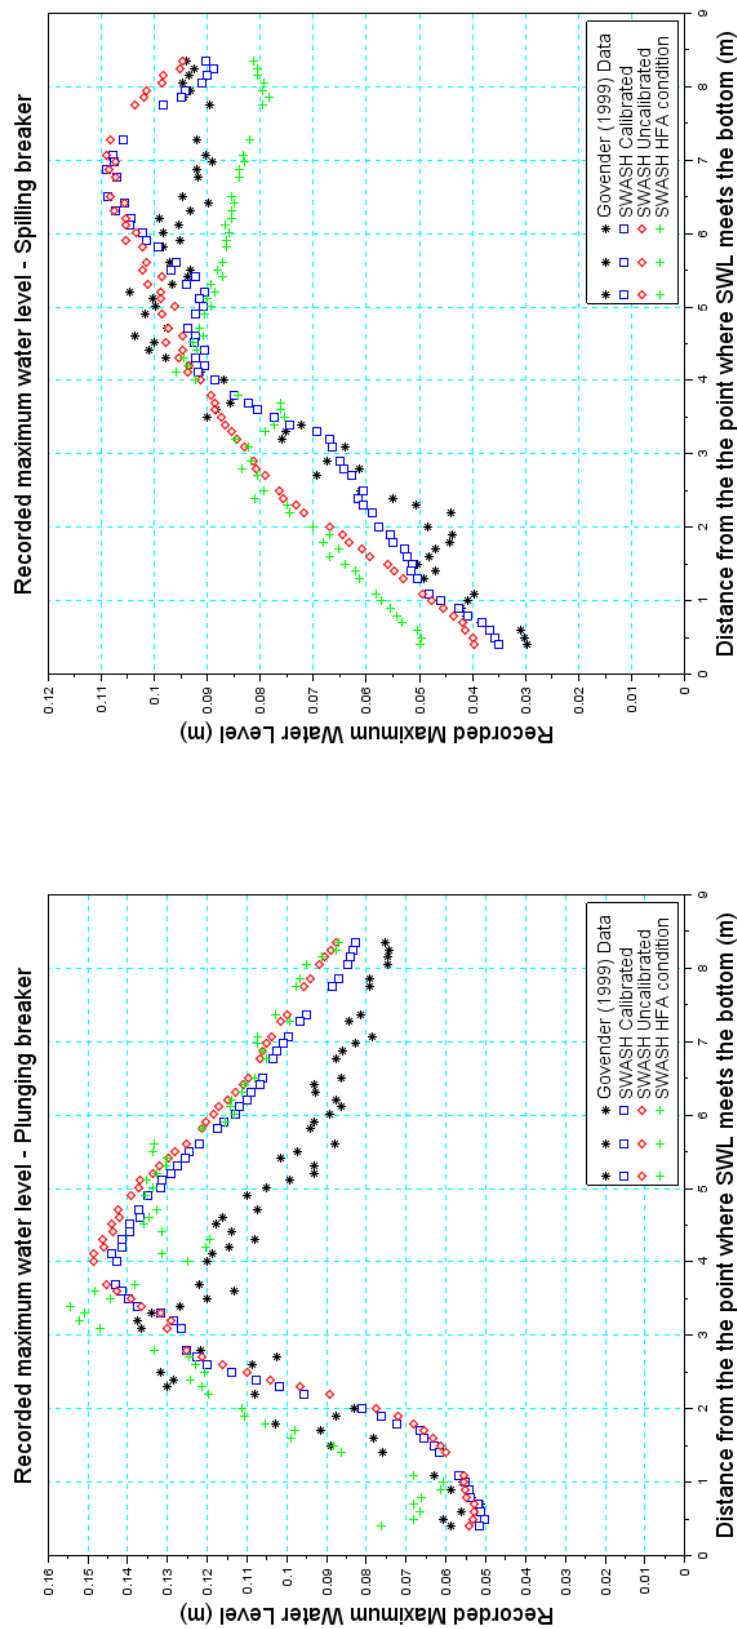 Recorded maximum water level - Spilling breaker
Recorded Maximum Water Level (m)
0.12
0.11
0.1
0.09
0.08
0.07
0.06
0.05
0.04
0.03
0.02
0.01
0
0 1 2 3 4 5 6 7 8 9
Distance from the the point where SWL meets the bottom (m)
Govender (1999) Data
SWASH Calibrated
SWASH Uncalibrated
SWASH HFA condition
Recorded maximum water level - Plunging breaker
Recorded Maximum Water Level (m)
0.16
0.15
0.14
0.13
0.12
0.11
0.1
0.09
0.08
0.07
0.06
0.05
0.04
0.03
0.02
0.01
0
0 1 2 3 4 5 6 7 8 9
Distance from the the point where SWL meets the bottom (m)
Govender (1999) Data
SWASH Calibrated
SWASH Uncalibrated
SWASH HFA condition